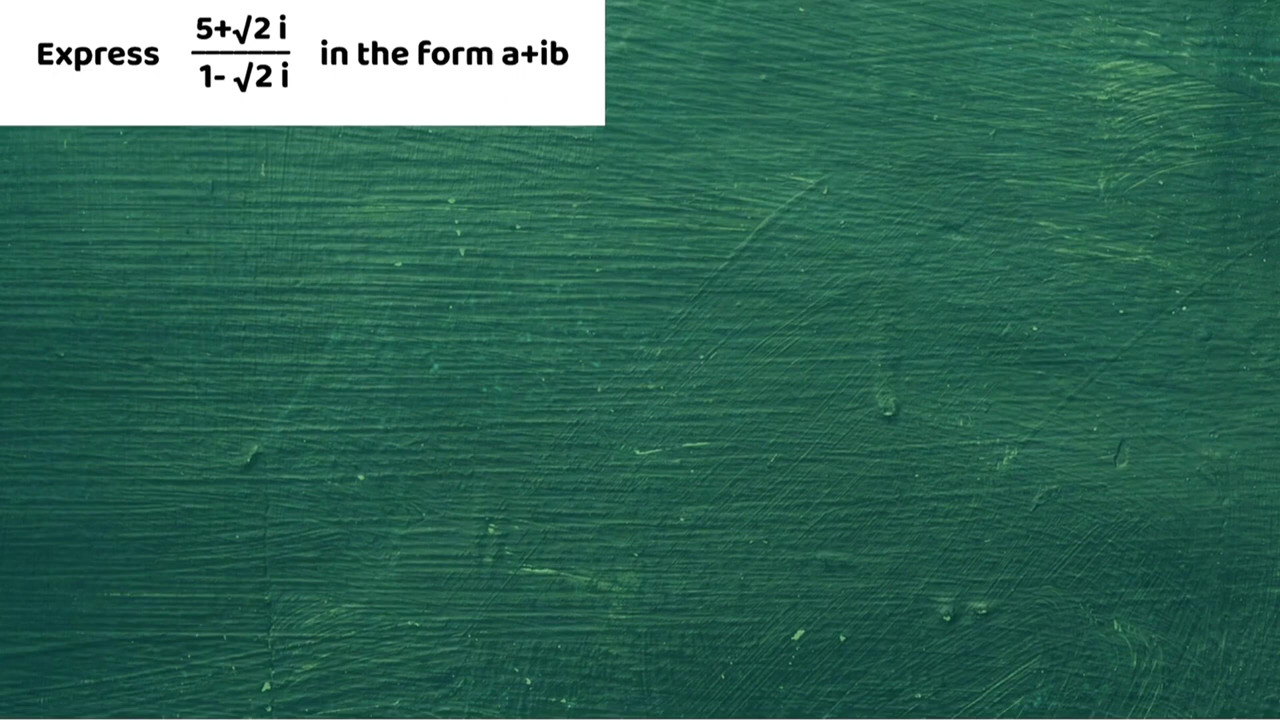 Express 5+√2 i / 1- √2 i in the form a+ib